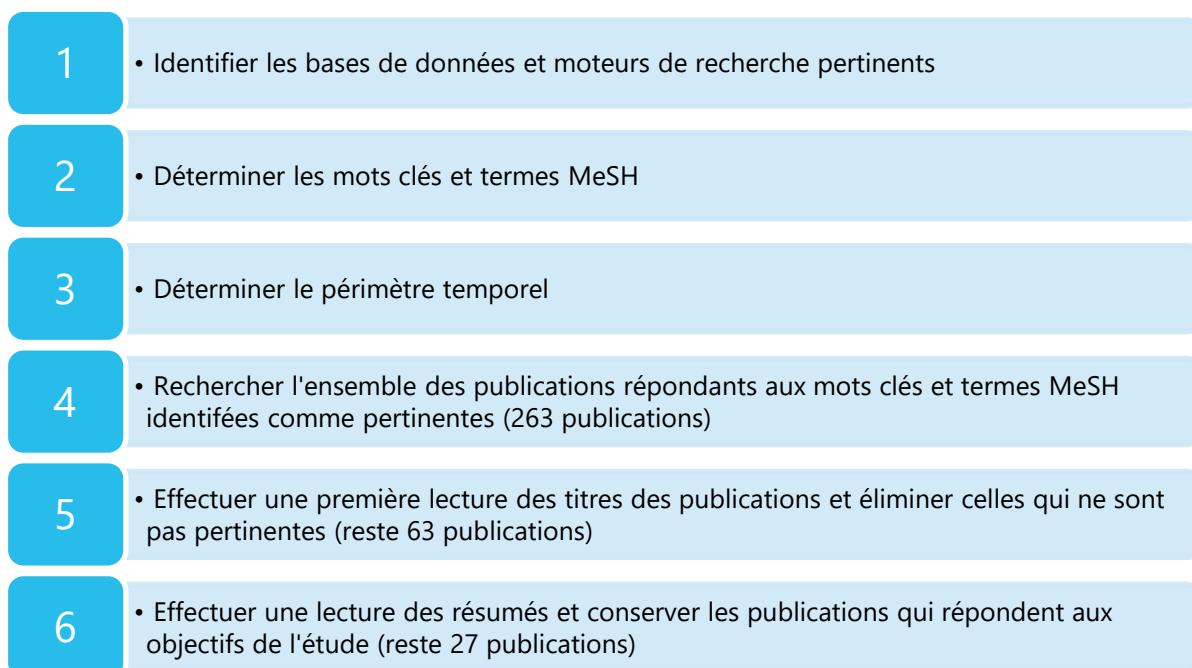 1
• Identifier les bases de données et moteurs de recherche pertinents
2
• Déterminer les mots clés et termes MeSH
3
• Déterminer le périmètre temporel
4
• Rechercher l'ensemble des publications répondants aux mots clés et termes MeSH
identifées comme pertinentes (263 publications)
5
• Effectuer une première lecture des titres des publications et éliminer celles qui ne sont
pas pertinentes (reste 63 publications)
6
• Effectuer une lecture des résumés et conserver les publications qui répondent aux
objectifs de l'étude (reste 27 publications)